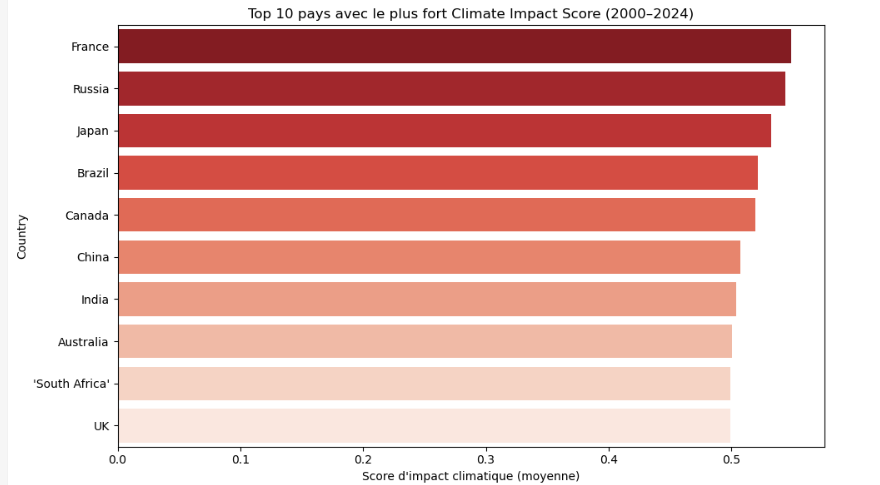 Top 10 pays avec le plus fort Climate Impact Score (2000–2024)
France
Russia
Japan
Brazil
Canada
China
India
Australia
'South Africa'
UK
Country
0.0 0.1 0.2 0.3 0.4 0.5
Score d'impact climatique (moyenne)